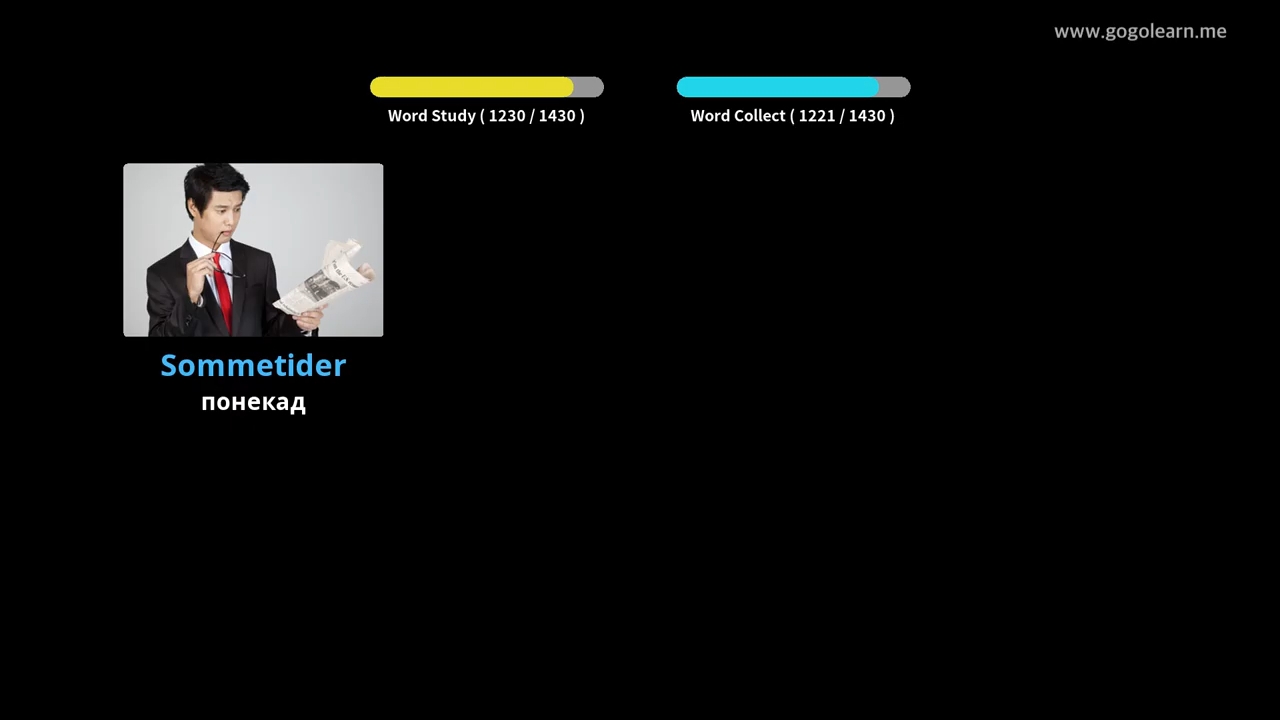 www.gogolearn.me
Word Study ( 1230 / 1430 )
Word Collect ( 1221 / 1430 )
Sommetider
понекад